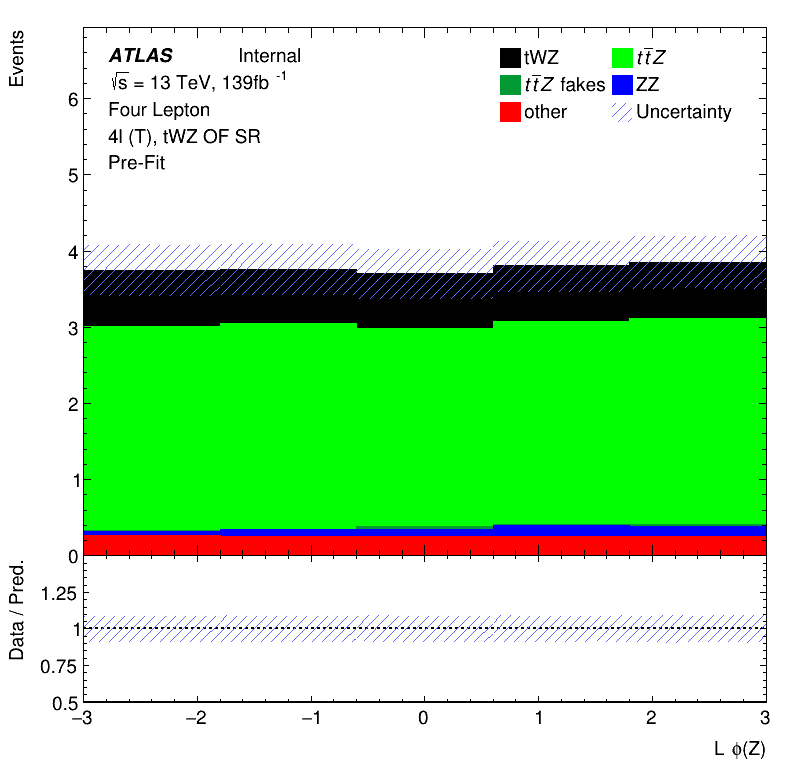 Events
ATLAS Internal
√s = 13 TeV, 139fb -1
Four Lepton
4l (T), tWZ OF SR
Pre-Fit
tWZ tt̄Z
tt̄Z fakes ZZ
other Uncertainty
6
5
4
3
2
1
0
Data / Pred.
1.25
1
0.75
0.5
−3 −2 −1 0 1 2 3
L ϕ(Z)